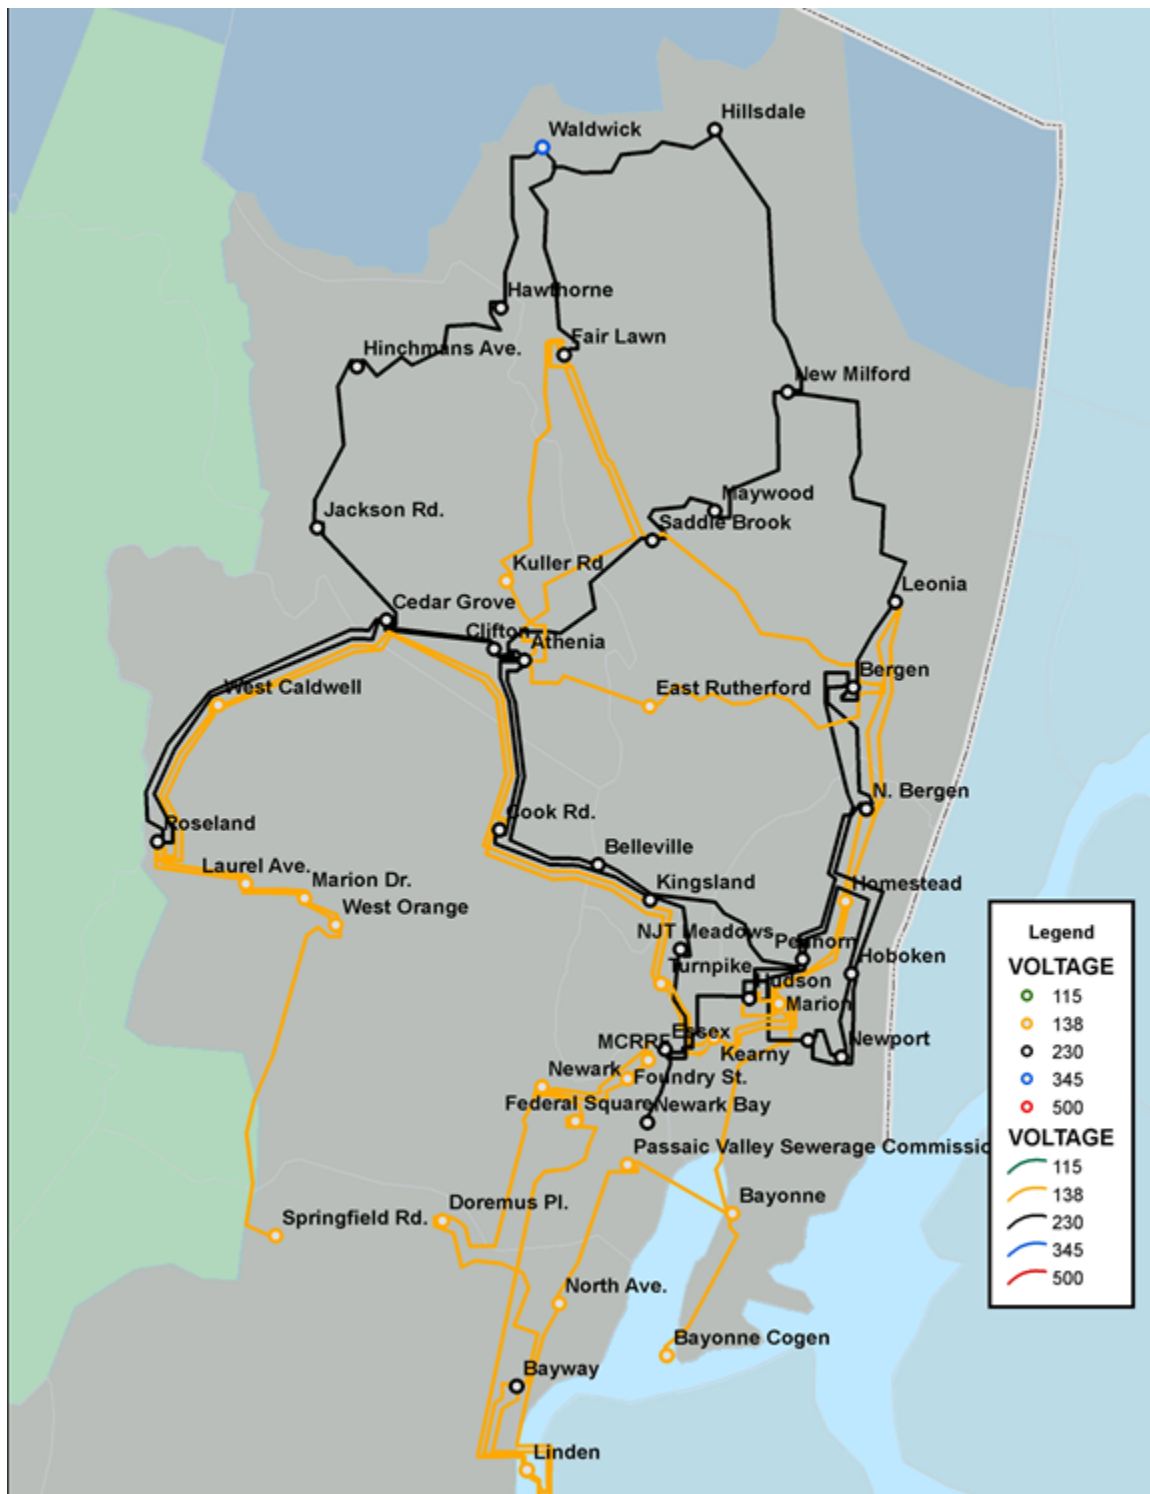 Hillsdale
Waldwick
Hawthorne
Fair Lawn
Hinchmans Ave.
New Milford
Maywood
Jackson Rd.
Saddle Brook
Kuller Rd
Leonia
Cedar Grove
Clifton
Athenia
Bergen
West Caldwell
East Rutherford
N. Bergen
Cook Rd.
Roseland
Belleville
Laurel Ave.
Marion Dr.
Kingsland
Homestead
West Orange
NJT Meadows
Penhorn
Hoboken
Turnpike
Hudson
Marion
Essex
MCRRF
Kearny
Newport
Newark
Foundry St.
Federal Square
Newark Bay
Passaic Valley Sewerage Commissio
Bayonne
Doremus Pl.
Springfield Rd.
North Ave.
Bayonne Cogen
Bayway
Linden
Legend
VOLTAGE
115
138
230
345
500
VOLTAGE
115
138
230
345
500